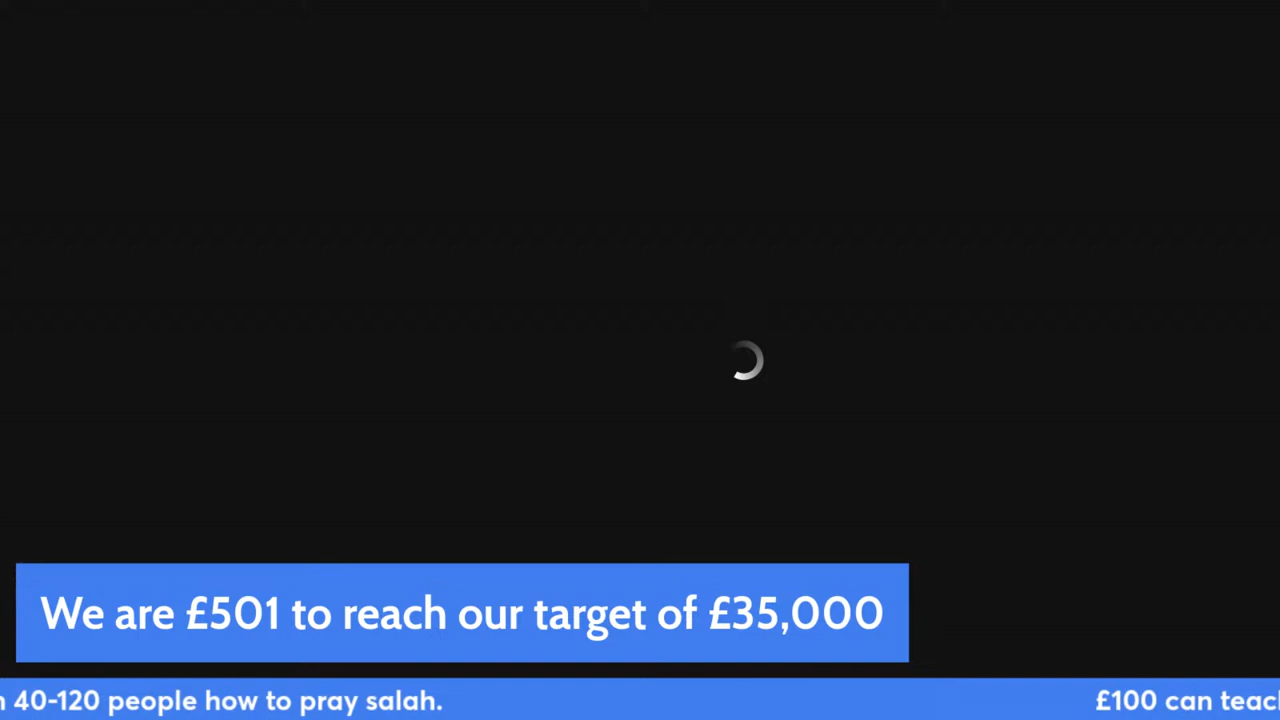 We are £501 to reach our target of £35,000
40-120 people how to pray salah. £100 can